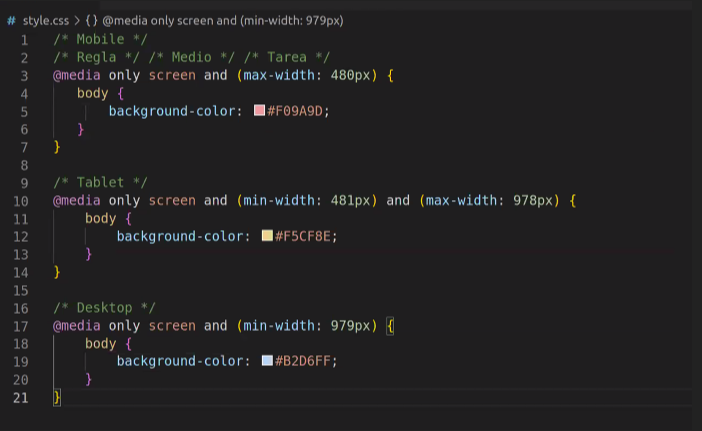 # style.css > {} @media only screen and (min-width: 979px)
1 /* Mobile */
2 /* Regla */ /* Medio */ /* Tarea */
3 @media only screen and (max-width: 480px) {
4 body {
5 background-color: #F09A9D;
6 }
7 }
8
9 /* Tablet */
10 @media only screen and (min-width: 481px) and (max-width: 978px) {
11 body {
12 background-color: #F5CF8E;
13 }
14 }
15
16 /* Desktop */
17 @media only screen and (min-width: 979px) {
18 body {
19 background-color: #B2D6FF;
20 }
21 }